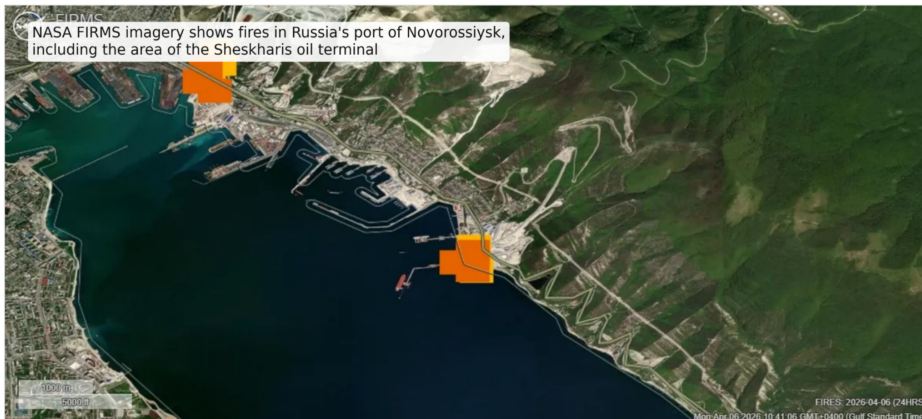 FIRMS
NASA FIRMS imagery shows fires in Russia's port of Novorossiysk,
including the area of the Sheskharis oil terminal
1000 m
5000 ft
FIRES: 2026-04-06 (24HRS
Mon Apr 06 2026 10:41:06 GMT+0400 (Gulf Standard Time